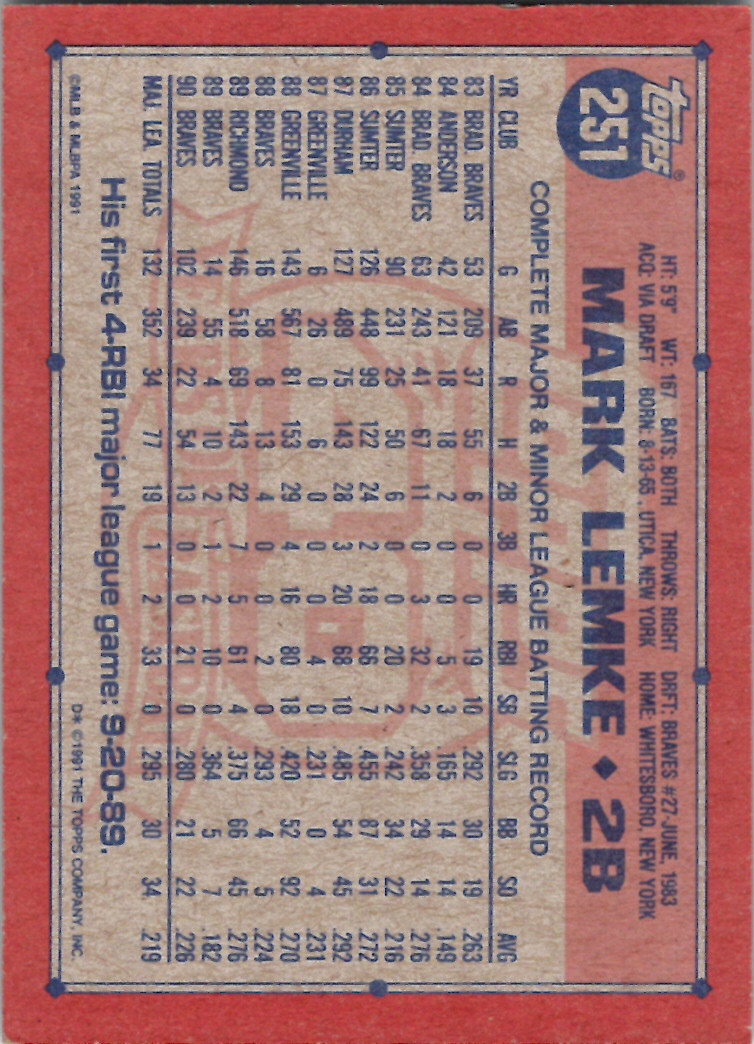 Topps®
251
HT: 5'9" WT: 167 BATS: BOTH THROWS: RIGHT DRFT: BRAVES #27-JUNE, 1983
ACQ: VIA DRAFT BORN: 8-13-65, UTICA, NEW YORK HOME: WHITESBORO, NEW YORK
MARK LEMKE ◆ 2B
COMPLETE MAJOR & MINOR LEAGUE BATTING RECORD
YR CLUB G AB R H 2B 3B HR RBI SB SLG BB SO AVG
83 BRAD. BRAVES 53 209 37 55 6 0 0 19 10 .292 30 19 .263
84 ANDERSON 42 121 18 18 2 0 0 5 3 .165 14 14 .149
84 BRAD. BRAVES 63 243 41 67 11 0 3 32 2 .358 29 14 .276
85 SUMTER 90 231 25 50 6 0 0 20 2 .242 34 22 .216
86 SUMTER 126 448 99 122 24 2 18 66 7 .455 87 31 .272
87 DURHAM 127 489 75 143 28 3 20 68 10 .485 54 45 .292
87 GREENVILLE 6 26 0 6 0 0 0 4 0 .231 0 4 .231
88 GREENVILLE 143 567 81 153 29 4 16 80 18 .420 52 92 .270
88 BRAVES 16 58 8 13 4 0 0 2 0 .293 4 5 .224
89 RICHMOND 146 518 69 143 22 7 5 61 4 .375 66 45 .276
89 BRAVES 14 55 4 10 2 1 2 10 0 .364 5 7 .182
90 BRAVES 102 239 22 54 13 0 0 21 0 .280 21 22 .226
MAJ. LEA. TOTALS 132 352 34 77 19 1 2 33 0 .295 30 34 .219
His first 4-RBI major league game: 9-20-89.
©MLB & MLBPA 1991
D* ©1991 THE TOPPS COMPANY, INC.